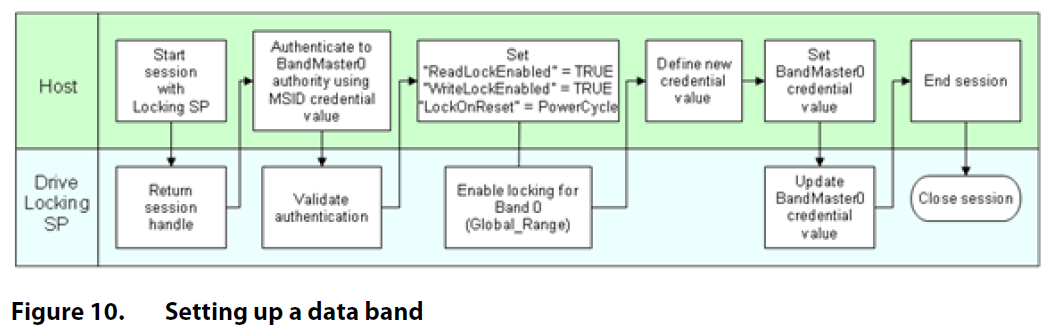 Host
Start
session
with
Locking SP
Authenticate to
BandMaster0
authority using
MSID credential
value
Set
"ReadLockEnabled" = TRUE
"WriteLockEnabled" = TRUE
"LockOnReset" = PowerCycle
Define new
credential
value
Set
BandMaster0
credential
value
End session
Drive
Locking
SP
Return
session
handle
Validate
authentication
Enable locking for
Band 0
(Global_Range)
Update
BandMaster0
credential
value
Close session
Figure 10. Setting up a data band